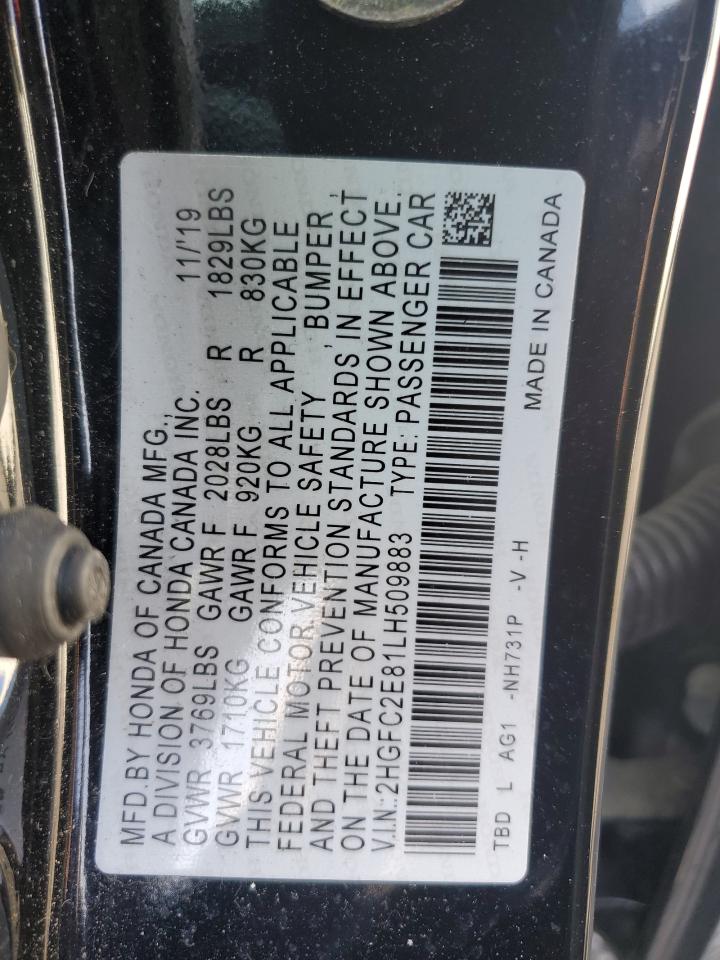 MFD.BY HONDA OF CANADA MFG., 11/'19
A DIVISION OF HONDA CANADA INC.
GVWR 3769LBS GAWR F 2028LBS R 1829LBS
GVWR 1710KG GAWR F 920KG R 830KG
THIS VEHICLE CONFORMS TO ALL APPLICABLE
FEDERAL MOTOR VEHICLE SAFETY, BUMPER,
AND THEFT PREVENTION STANDARDS IN EFFECT
ON THE DATE OF MANUFACTURE SHOWN ABOVE.
V.I.N.:2HGFC2E81LH509883 TYPE: PASSENGER CAR
TBD L AG1 -NH731P -V -H MADE IN CANADA